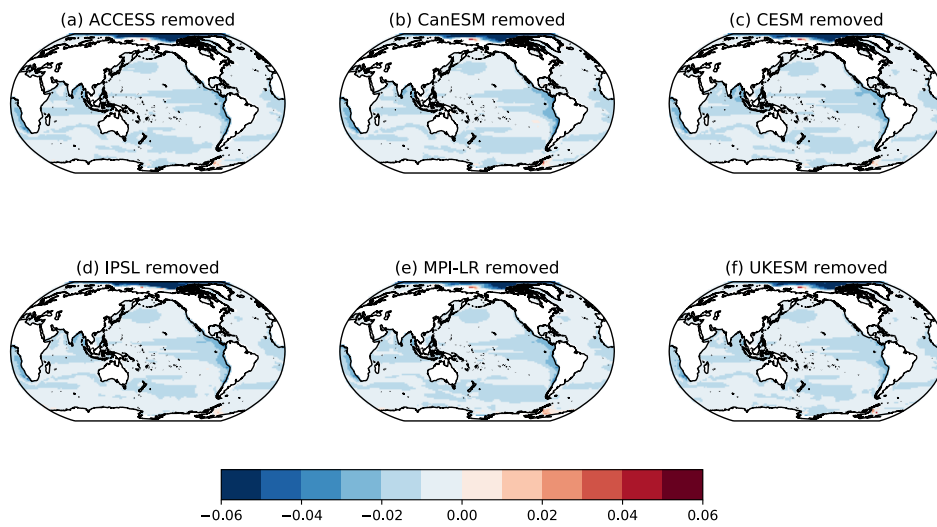 (a) ACCESS removed
(b) CanESM removed
(c) CESM removed
(d) IPSL removed
(e) MPI-LR removed
(f) UKESM removed
−0.06 −0.04 −0.02 0.00 0.02 0.04 0.06